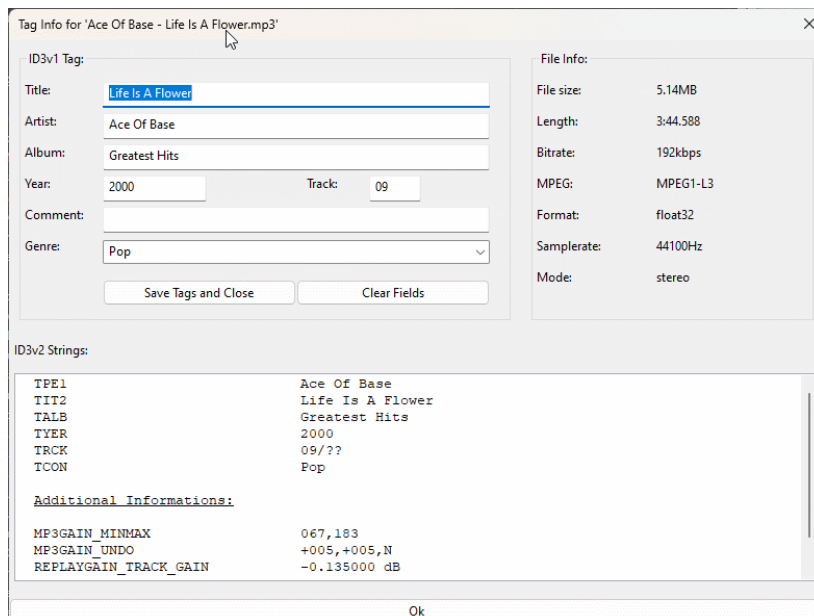 Tag Info for 'Ace Of Base - Life Is A Flower.mp3'
ID3v1 Tag:
Title: Life Is A Flower
Artist: Ace Of Base
Album: Greatest Hits
Year: 2000 Track: 09
Comment:
Genre: Pop
Save Tags and Close Clear Fields
File Info:
File size: 5.14MB
Length: 3:44.588
Bitrate: 192kbps
MPEG: MPEG1-L3
Format: float32
Samplerate: 44100Hz
Mode: stereo
ID3v2 Strings:
TPE1 Ace Of Base
TIT2 Life Is A Flower
TALB Greatest Hits
TYER 2000
TRCK 09/??
TCON Pop
Additional Informations:
MP3GAIN_MINMAX 067,183
MP3GAIN_UNDO +005,+005,N
REPLAYGAIN_TRACK_GAIN -0.135000 dB
Ok